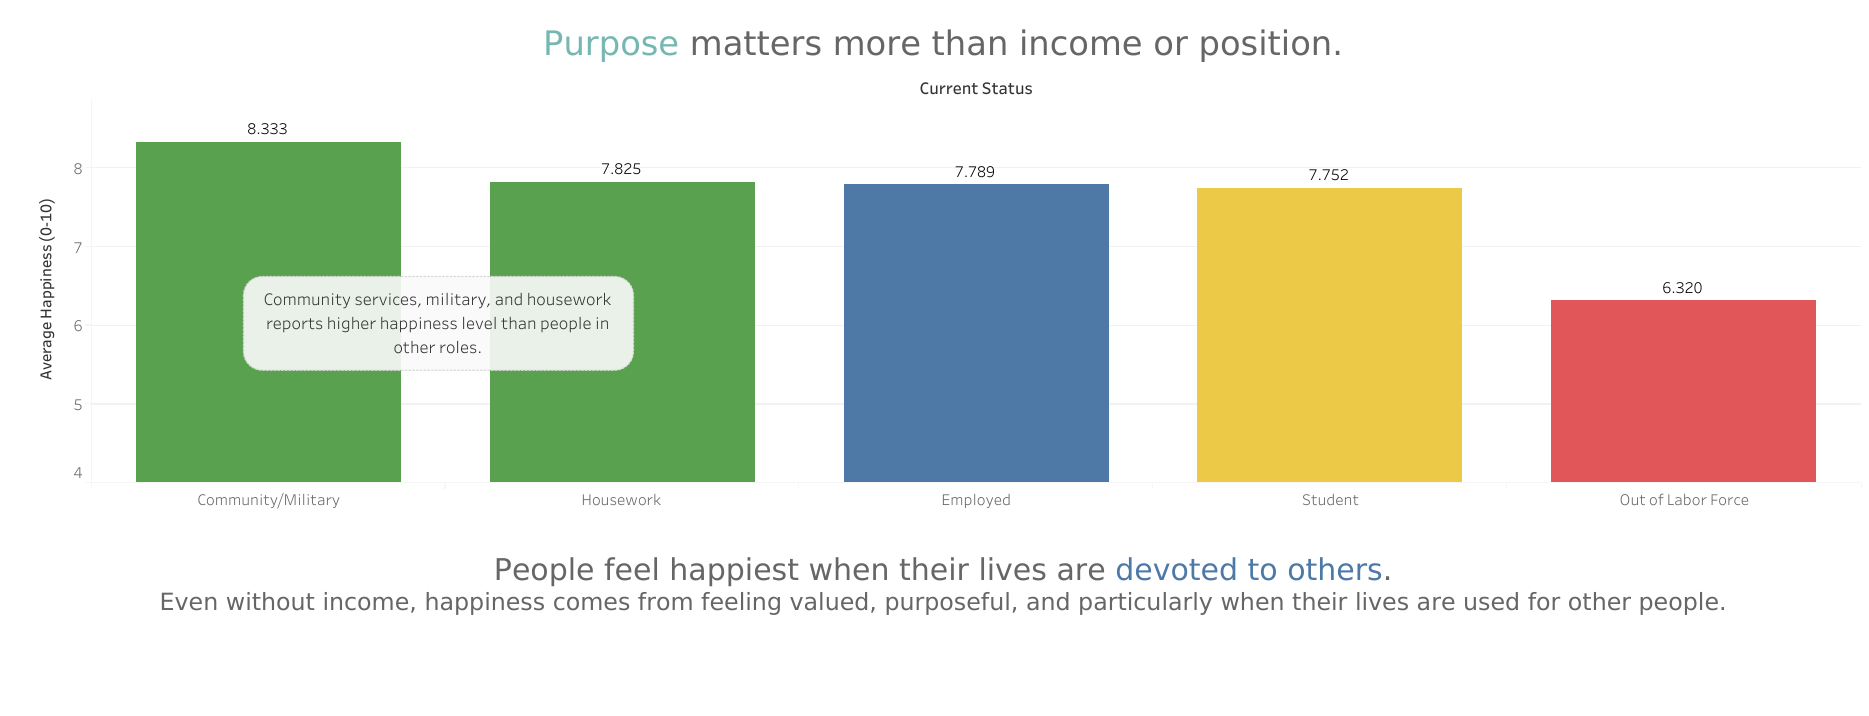 Purpose matters more than income or position.
Current Status
Average Happiness (0-10)
8
7
6
5
4
8.333
7.825
7.789
7.752
6.320
Community services, military, and housework
reports higher happiness level than people in
other roles.
Community/Military
Housework
Employed
Student
Out of Labor Force
People feel happiest when their lives are devoted to others.
Even without income, happiness comes from feeling valued, purposeful, and particularly when their lives are used for other people.